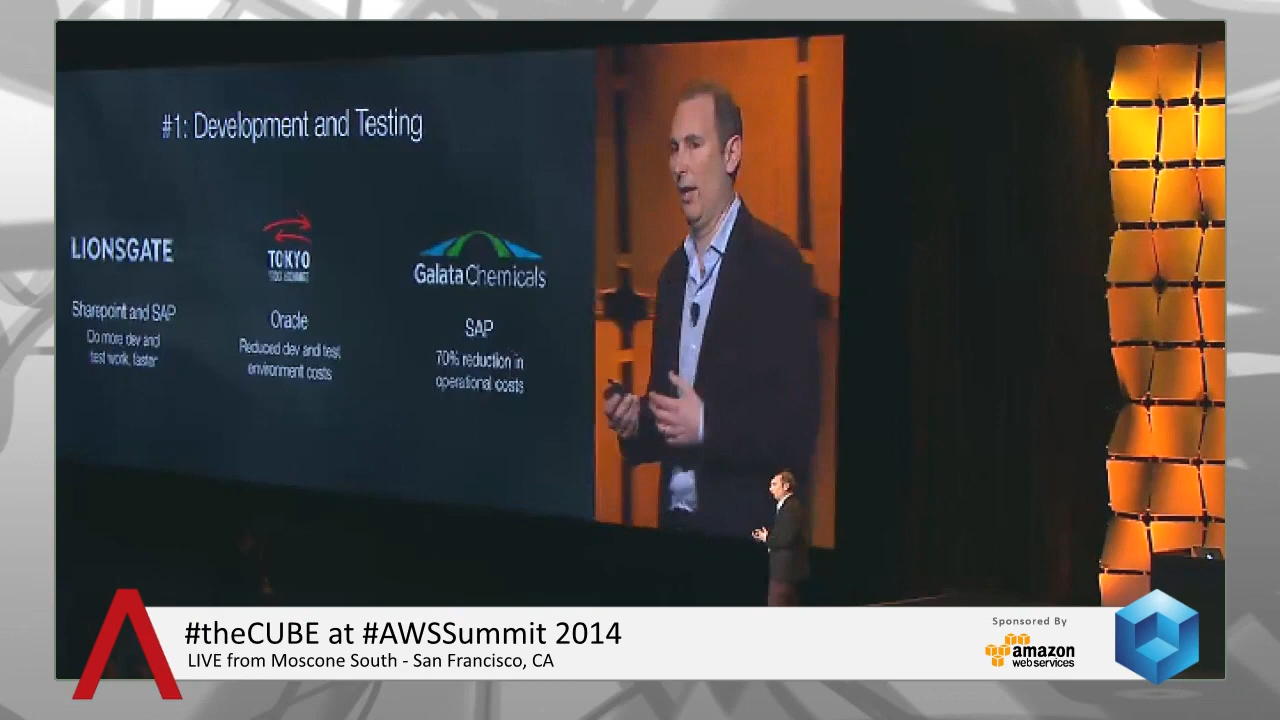 #1: Development and Testing
LIONSGATE
Sharepoint and SAP
Do more dev and
test work, faster
TOKYO
Oracle
Reduced dev and test
environment costs
Galata Chemicals
SAP
70% reduction in
operational costs
#theCUBE at #AWSSummit 2014
LIVE from Moscone South - San Francisco, CA
Sponsored By
amazon
web services